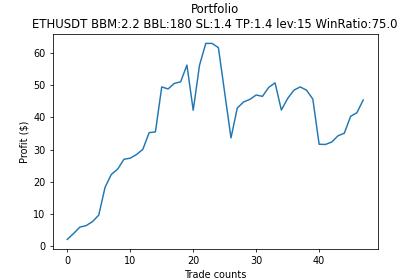 Portfolio
ETHUSDT BBM:2.2 BBL:180 SL:1.4 TP:1.4 lev:15 WinRatio:75.0
60
50
40
30
20
10
0
Profit ($)
0 10 20 30 40
Trade counts